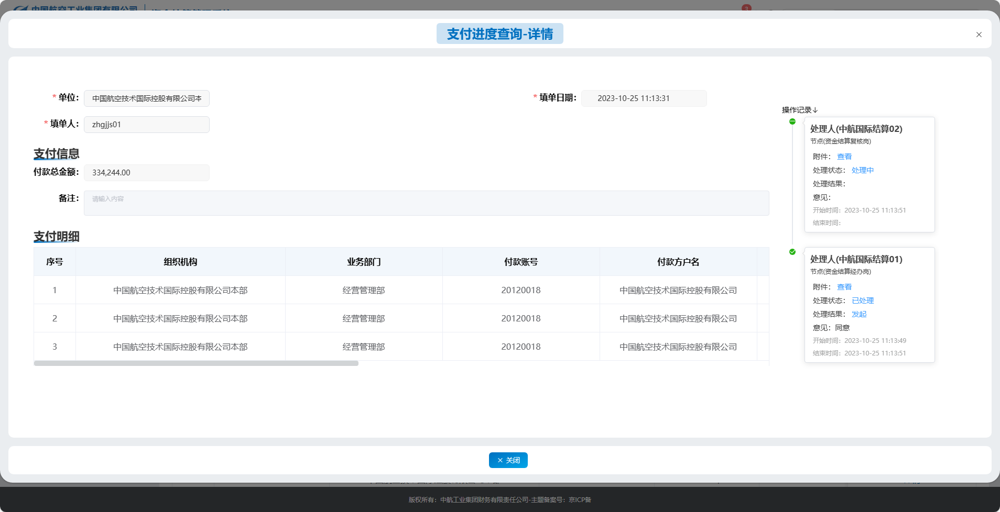 中国航空工业集团有限公司
3
支付进度查询-详情
* 单位： 中国航空技术国际控股有限公司本
* 填单日期： 2023-10-25 11:13:31
* 填单人： zhgjjs01
支付信息
付款总金额： 334,244.00
备注： 请输入内容
支付明细
序号 组织机构 业务部门 付款账号 付款方户名
1 中国航空技术国际控股有限公司本部 经营管理部 20120018 中国航空技术国际控股有限公司
2 中国航空技术国际控股有限公司本部 经营管理部 20120018 中国航空技术国际控股有限公司
3 中国航空技术国际控股有限公司本部 经营管理部 20120018 中国航空技术国际控股有限公司
操作记录↓
处理人(中航国际结算02)
节点(资金结算复核岗)
附件： 查看
处理状态： 处理中
处理结果：
意见：
开始时间：2023-10-25 11:13:51
结束时间：
处理人(中航国际结算01)
节点(资金结算经办岗)
附件： 查看
处理状态： 已处理
处理结果： 发起
意见：同意
开始时间：2023-10-25 11:13:49
结束时间：2023-10-25 11:13:51
× 关闭
版权所有：中航工业集团财务有限责任公司-主题备案号：京ICP备